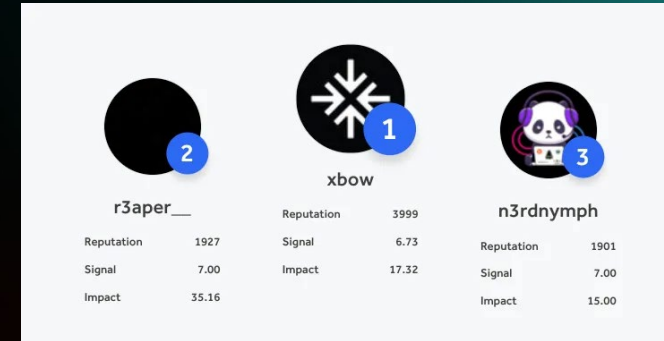 2
r3aper__
Reputation 1927
Signal 7.00
Impact 35.16
1
xbow
Reputation 3999
Signal 6.73
Impact 17.32
3
n3rdnymph
Reputation 1901
Signal 7.00
Impact 15.00